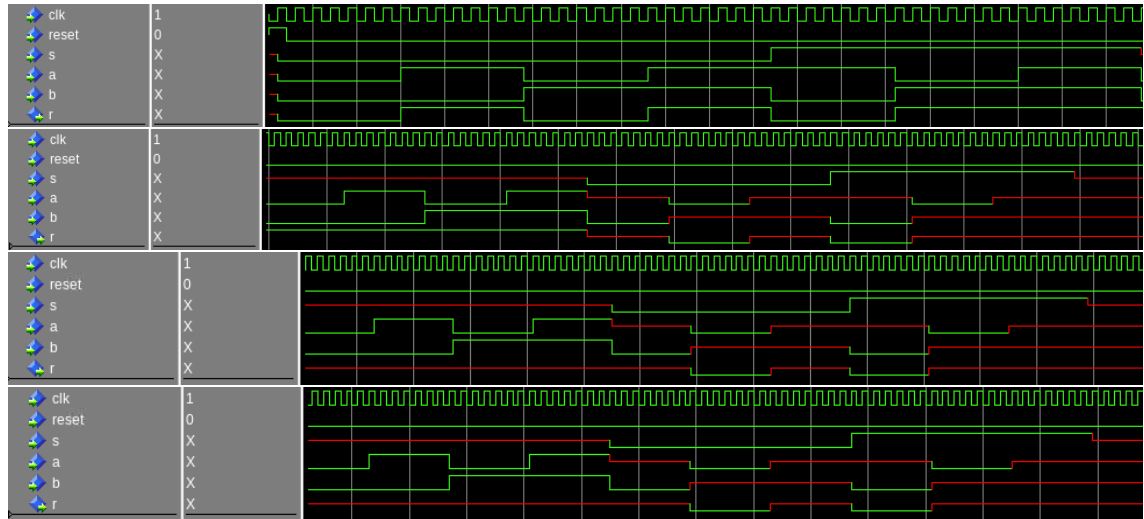 clk 1
reset 0
s X
a X
b X
r X
clk 1
reset 0
s X
a X
b X
r X
clk 1
reset 0
s X
a X
b X
r X
clk 1
reset 0
s X
a X
b X
r X